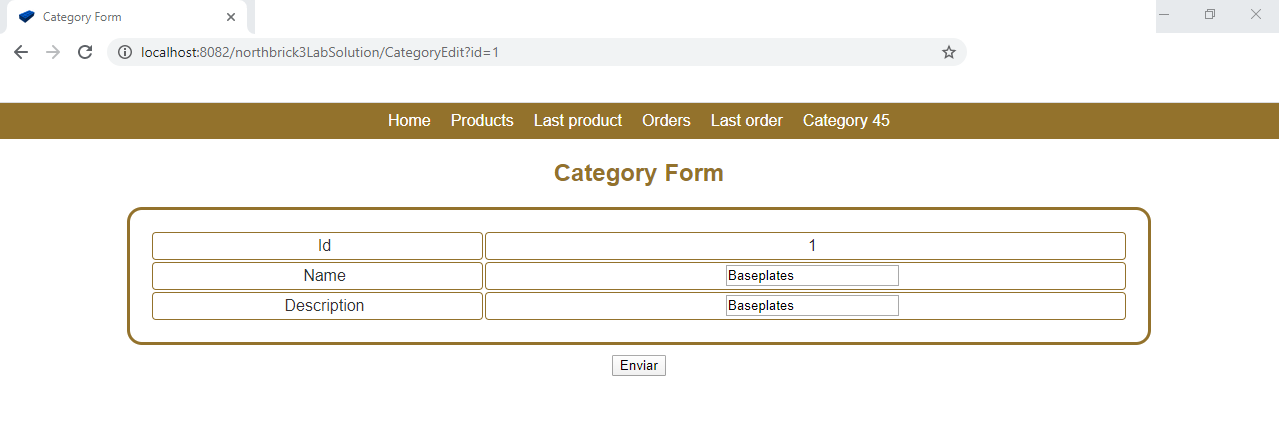 Category Form
localhost:8082/northbrick3LabSolution/CategoryEdit?id=1
Home Products Last product Orders Last order Category 45
Category Form
Id 1
Name Baseplates
Description Baseplates
Enviar